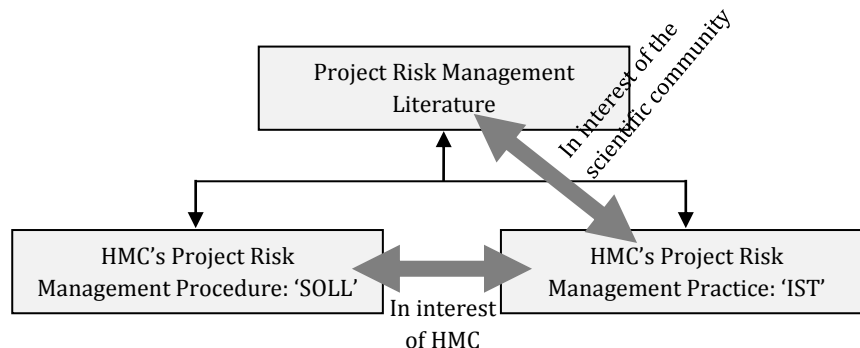 Project Risk Management
Literature
In interest of the
scientific community
HMC’s Project Risk
Management Procedure: ‘SOLL’
HMC’s Project Risk
Management Practice: ‘IST’
In interest
of HMC